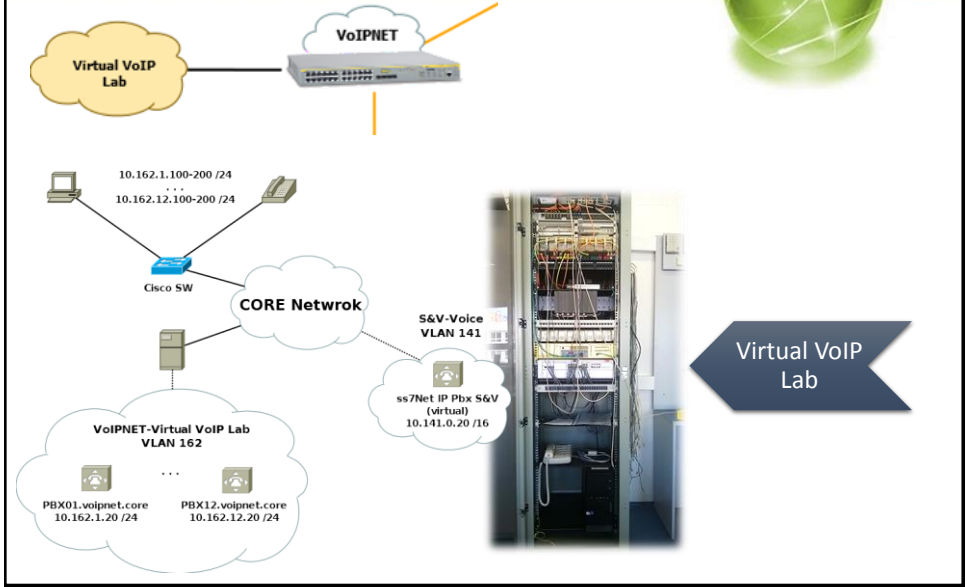 VoIPNET
Virtual VoIP
Lab
10.162.1.100-200 /24
. . .
10.162.12.100-200 /24
Cisco SW
CORE Netwrok
S&V-Voice
VLAN 141
ss7Net IP Pbx S&V
(virtual)
10.141.0.20 /16
Virtual VoIP
Lab
VoIPNET-Virtual VoIP Lab
VLAN 162
. . .
PBX01.voipnet.core
10.162.1.20 /24
PBX12.voipnet.core
10.162.12.20 /24